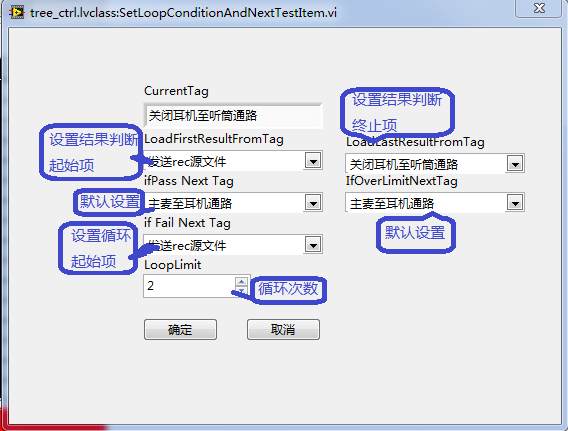 tree_ctrl.lvclass:SetLoopConditionAndNextTestItem.vi
CurrentTag
关闭耳机至听筒通路
设置结果判断
终止项
设置结果判断
起始项
LoadFirstResultFromTag
发送rec源文件
LoadLastResultFromTag
关闭耳机至听筒通路
默认设置
ifPass Next Tag
主麦至耳机通路
IfOverLimitNextTag
主麦至耳机通路
默认设置
设置循环
起始项
if Fail Next Tag
发送rec源文件
LoopLimit
2
循环次数
确定
取消